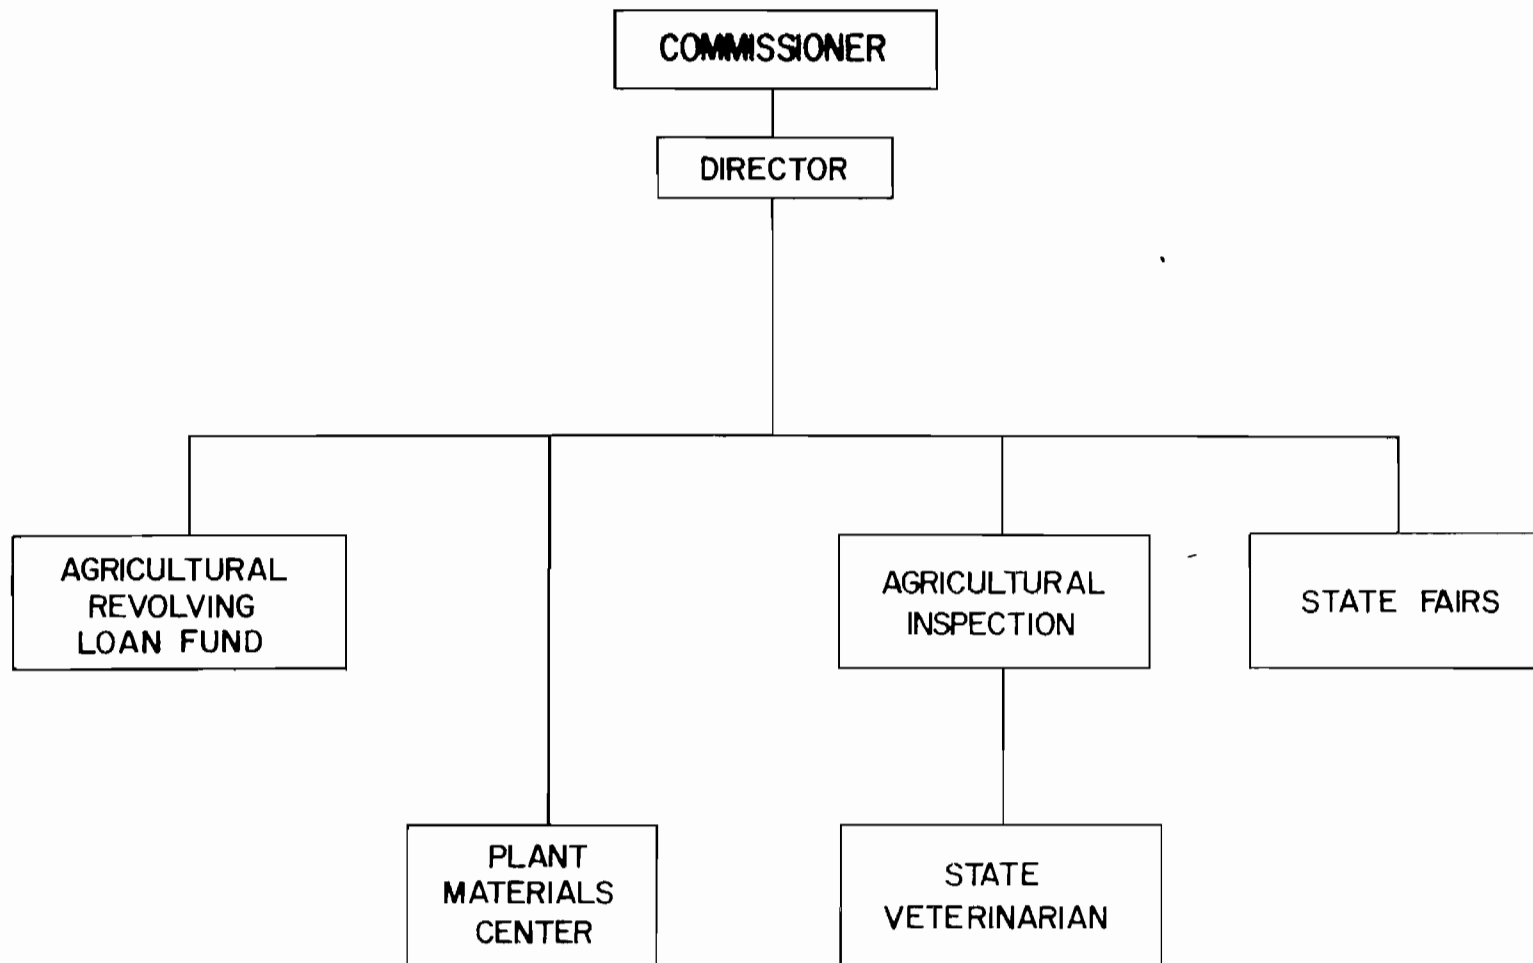 COMMISSIONER
DIRECTOR
AGRICULTURAL
REVOLVING
LOAN FUND
AGRICULTURAL
INSPECTION
STATE FAIRS
PLANT
MATERIALS
CENTER
STATE
VETERINARIAN